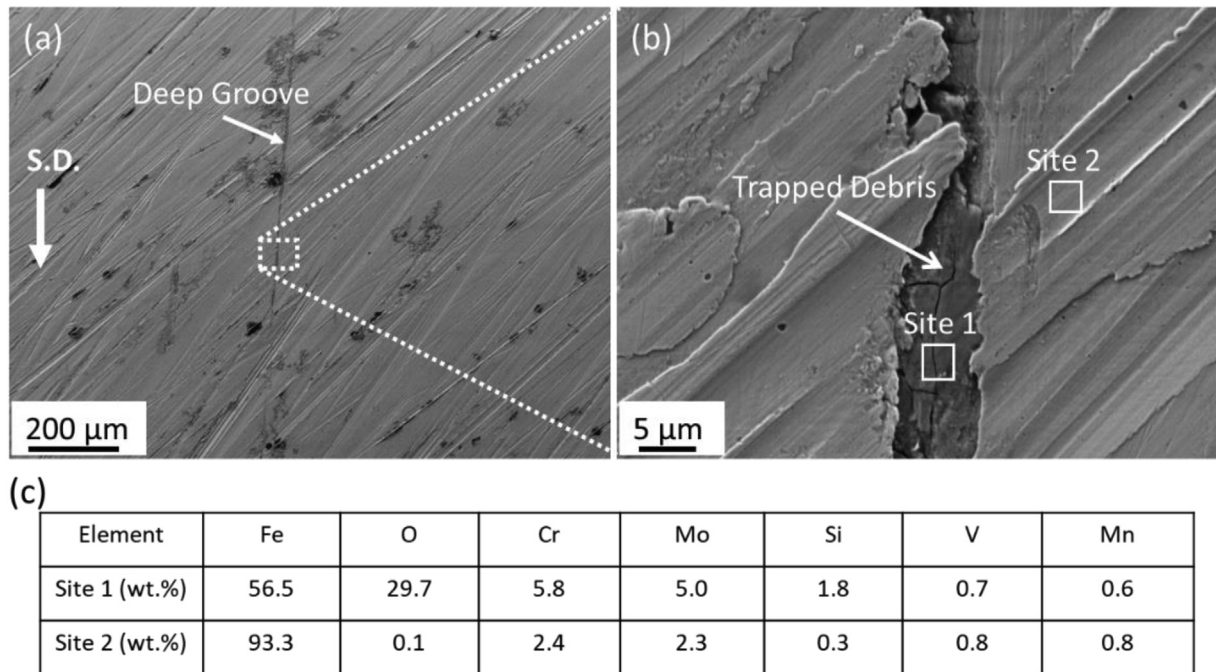 (a)
Deep Groove
S.D.
200 µm
(b)
Site 2
Trapped Debris
Site 1
5 µm
(c)
Element Fe O Cr Mo Si V Mn
Site 1 (wt.%) 56.5 29.7 5.8 5.0 1.8 0.7 0.6
Site 2 (wt.%) 93.3 0.1 2.4 2.3 0.3 0.8 0.8